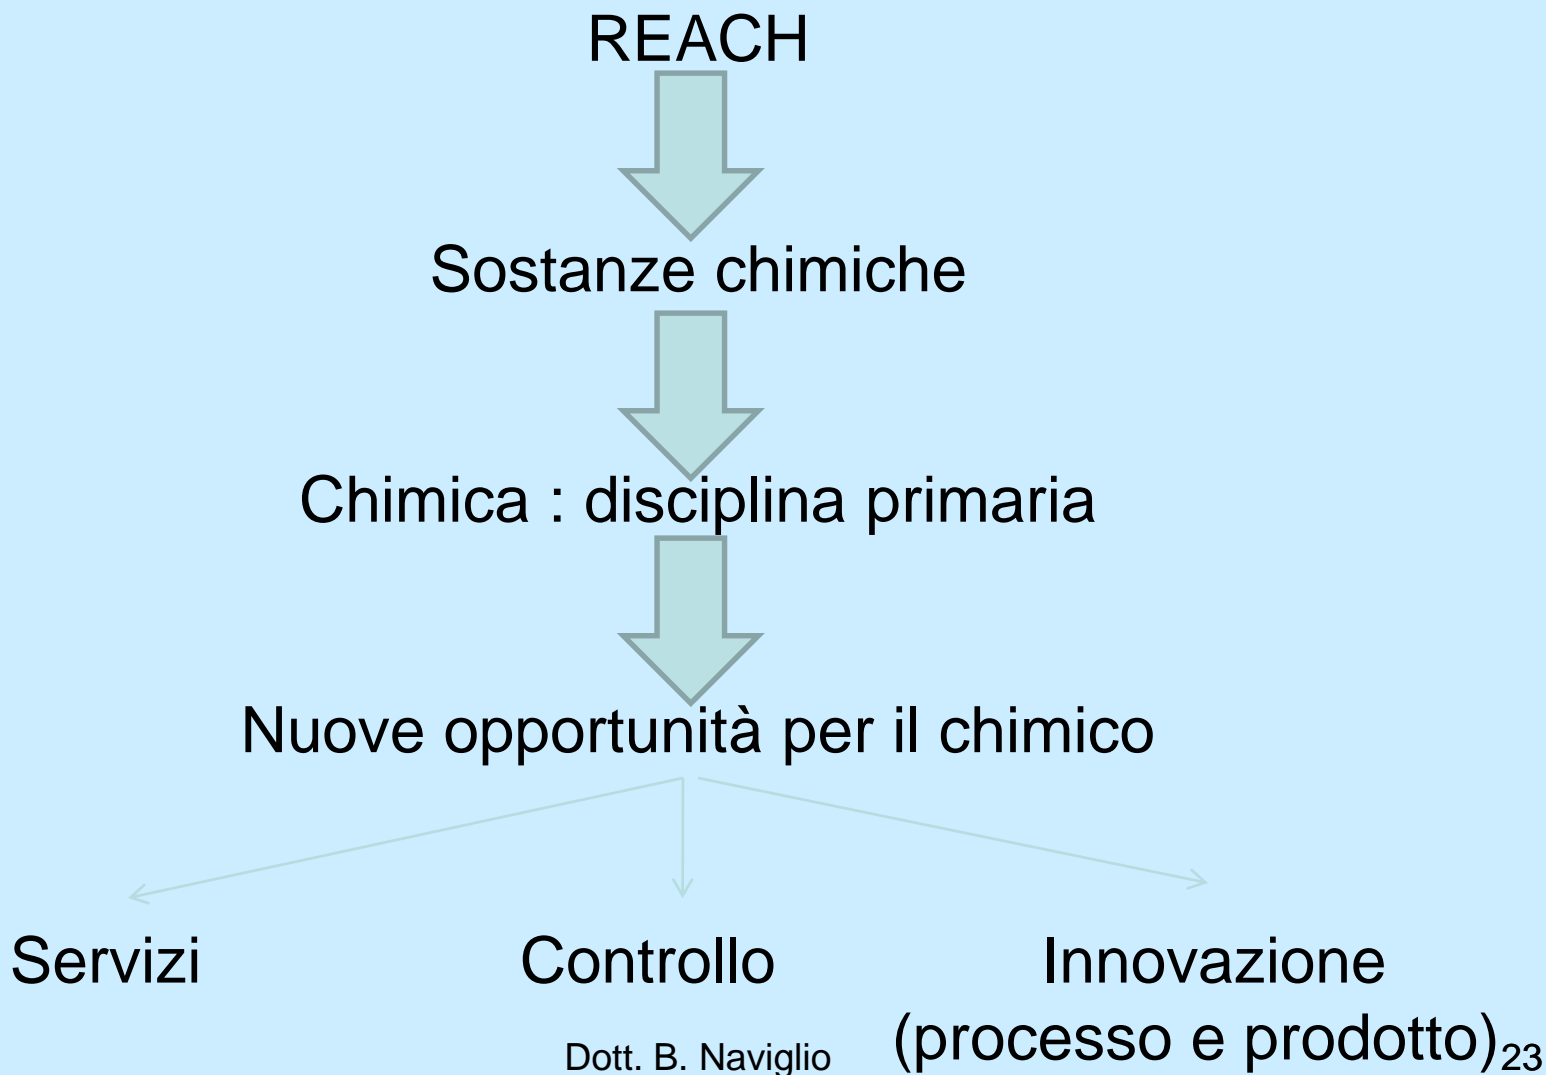 REACH
Sostanze chimiche
Chimica : disciplina primaria
Nuove opportunità per il chimico
Servizi
Controllo
Innovazione
(processo e prodotto)
Dott. B. Naviglio
23